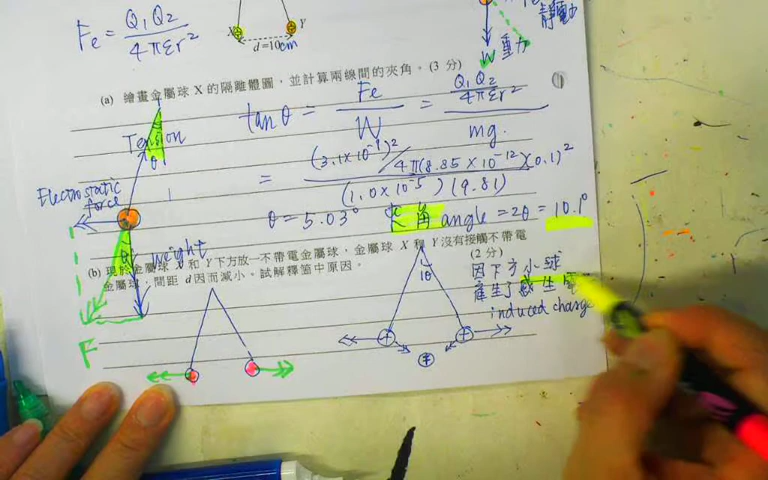 Fe = Q₁Q₂ / 4πεr²
X Y
d=10cm
靜電力
W 重力
(a) 繪畫金屬球 X 的隔離體圖，並計算兩線間的夾角。(3 分)
tanθ = Fe / W = (Q₁Q₂ / 4πεr²) / mg
①
Tension
θ
= (3.1×10⁻⁹)² / 4π(8.85×10⁻¹²)(0.1)² / (1.0×10⁻⁵)(9.81)
Electrostatic
force
θ = 5.03° 夾角 angle = 2θ = 10.1°
weight
θ
(b) 現於金屬球 X 和 Y 下方放一不帶電金屬球，金屬球 X 和 Y 沒有接觸不帶電
金屬球，間距 d 因而減小。試解釋箇中原因。 (2 分)
因下方小球
產生了感生電
induced charge
F
+ +